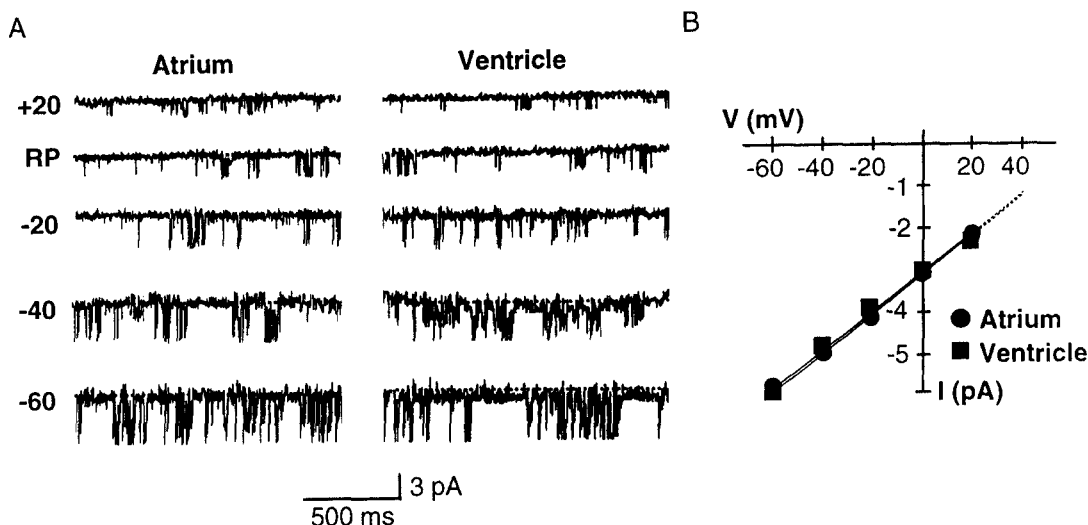 A
Atrium
Ventricle
+20
RP
-20
-40
-60
3 pA
500 ms
B
V (mV)
-60 -40 -20 20 40
-1
-2
-4
-5
I (pA)
Atrium
Ventricle